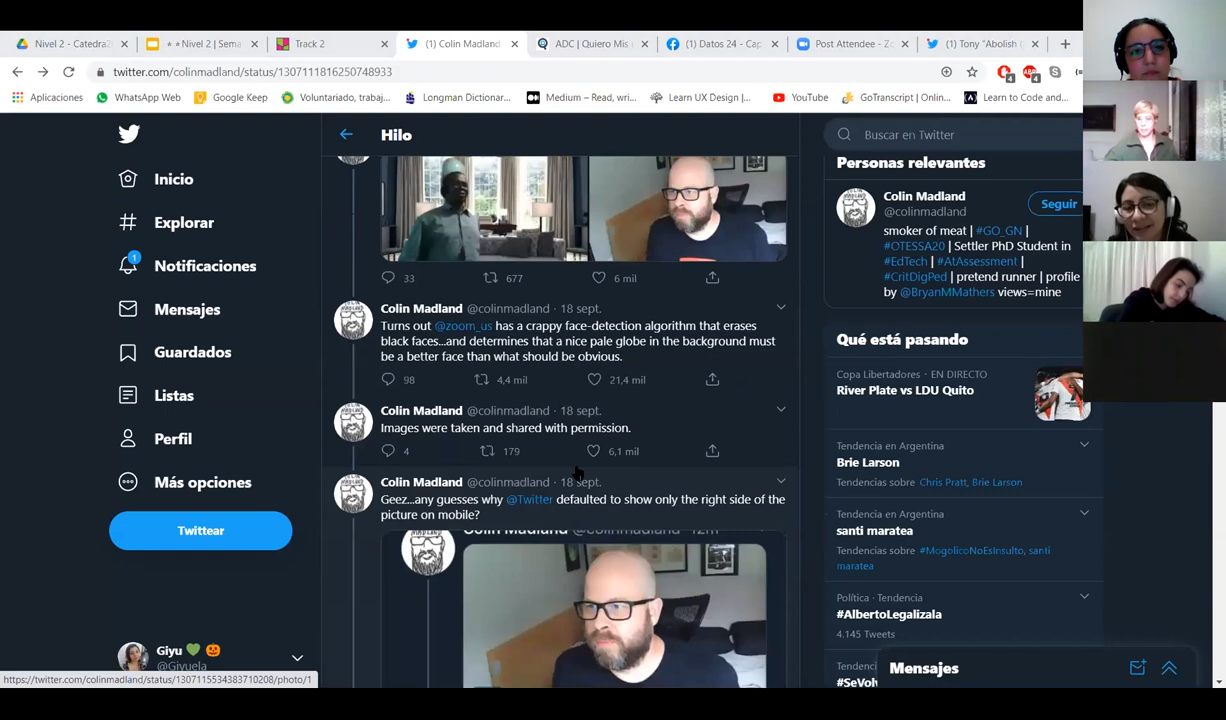 Nivel 2 - Catedra2
Nivel 2 | Sema
Track 2
(1) Colin Madland
ADC | Quiero Mis
(2) Datos 24 - Cap
Post Attendee - Zo
(1) Tony "Abolish (
twitter.com/colinmadland/status/1307111816250748933
Aplicaciones
WhatsApp Web
Google Keep
Voluntariado, trabaj...
Longman Dictionar...
Medium – Read, wri...
Learn UX Design |...
YouTube
GoTranscript | Onlin...
Learn to Code and...
Inicio
Explorar
1
Notificaciones
Mensajes
Guardados
Listas
Perfil
Más opciones
Twittear
Giyu
@Giyuela
https://twitter.com/colinmadland/status/1307115534383710208/photo/1
Hilo
33 677 6 mil
Colin Madland @colinmadland · 18 sept.
Turns out @zoom_us has a crappy face-detection algorithm that erases
black faces...and determines that a nice pale globe in the background must
be a better face than what should be obvious.
98 4,4 mil 21,4 mil
Colin Madland @colinmadland · 18 sept.
Images were taken and shared with permission.
4 179 6,1 mil
Colin Madland @colinmadland · 18 sept.
Geez...any guesses why @Twitter defaulted to show only the right side of the
picture on mobile?
Colin Madland @colinmadland · 12m
Buscar en Twitter
Personas relevantes
Colin Madland
@colinmadland
Seguir
smoker of meat | #GO_GN |
#OTESSA20 | Settler PhD Student in
#EdTech | #AtAssessment |
#CritDigPed | pretend runner | profile
by @BryanMMathers views=mine
Qué está pasando
Copa Libertadores · EN DIRECTO
River Plate vs LDU Quito
Tendencia en Argentina
Brie Larson
Tendencias sobre Chris Pratt, Brie Larson
Tendencia en Argentina
santi maratea
Tendencias sobre #MogolicoNoEsInsulto, santi
maratea
Política · Tendencia
#AlbertoLegalizala
4.145 Tweets
Tendenci
#SeVolv
Mensajes